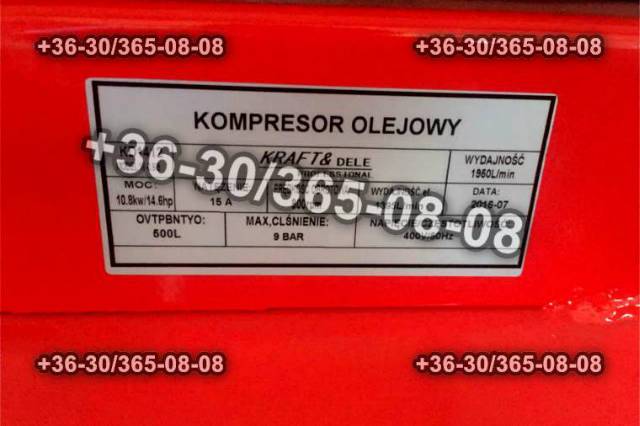 +36-30/365-08-08 +36-30/365-08-08
KOMPRESOR OLEJOWY
KRAFT& DELE WYDAJNOŚĆ
1950L/min
+36-30/365-08-08
MOC: DATA:
10.8kw/14.6hp 15 A 2016-07
OVTPBNTYO: MAX,CLŚNIENIE:
500L 9 BAR 400V/50Hz
+36-30/365-08-08 +36-30/365-08-08